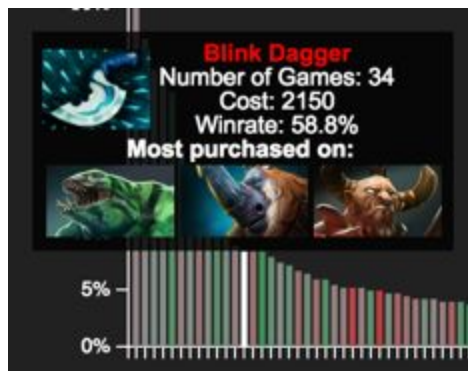 Blink Dagger
Number of Games: 34
Cost: 2150
Winrate: 58.8%
Most purchased on:
5%
0%